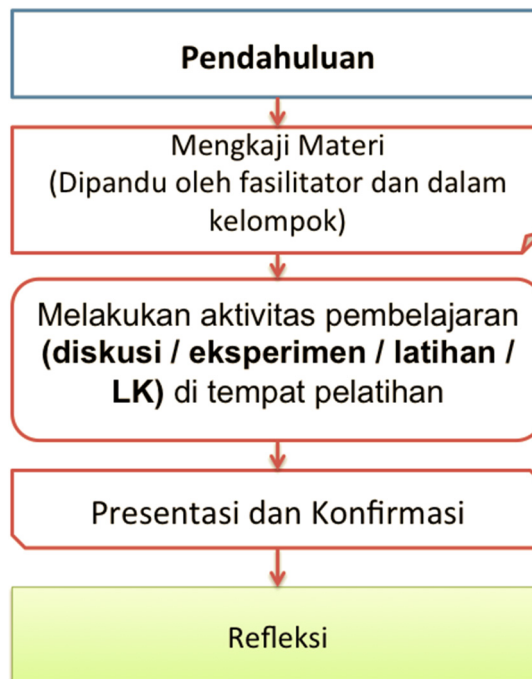 Pendahuluan
Mengkaji Materi
(Dipandu oleh fasilitator dan dalam
kelompok)
Melakukan aktivitas pembelajaran
(diskusi / eksperimen / latihan /
LK) di tempat pelatihan
Presentasi dan Konfirmasi
Refleksi